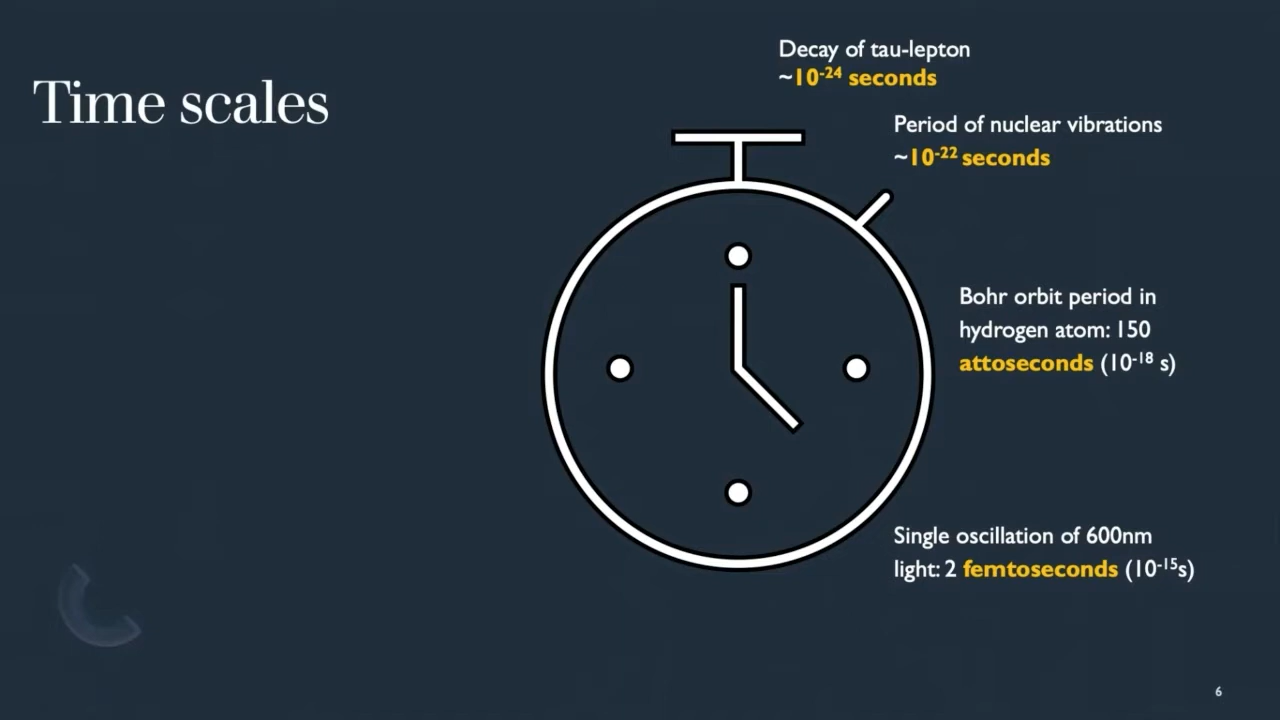 Time scales
Decay of tau-lepton
~10⁻²⁴ seconds
Period of nuclear vibrations
~10⁻²² seconds
Bohr orbit period in
hydrogen atom: 150
attoseconds (10⁻¹⁸ s)
Single oscillation of 600nm
light: 2 femtoseconds (10⁻¹⁵s)
6